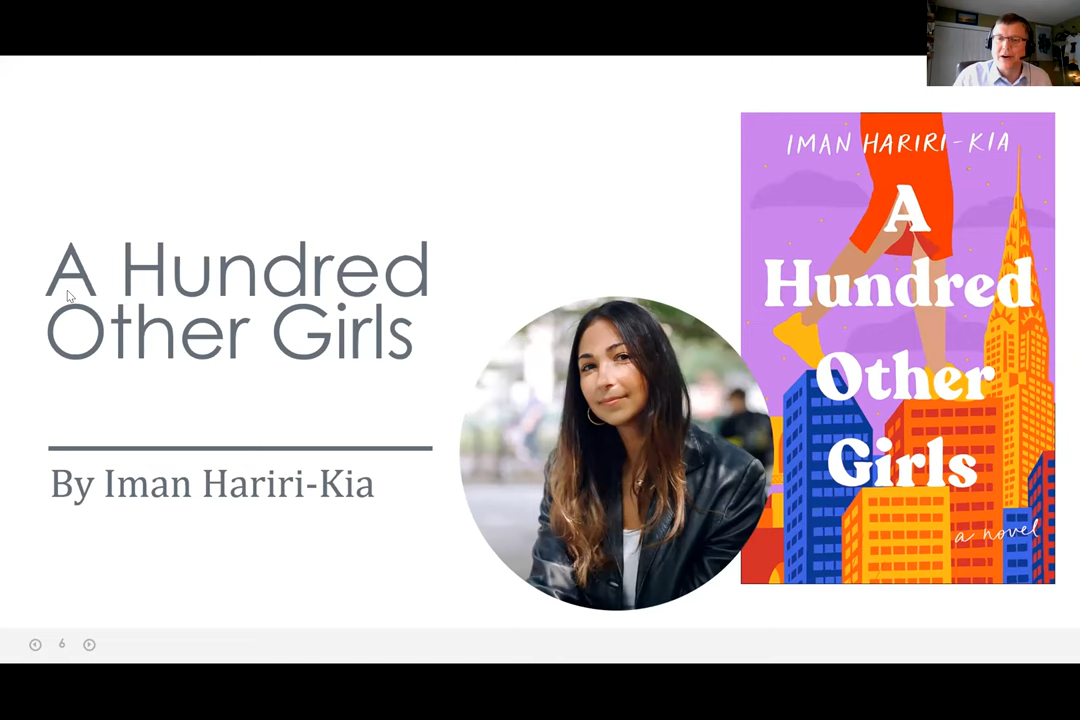 A Hundred
Other Girls
By Iman Hariri-Kia
IMAN HARIRI-KIA
A
Hundred
Other
Girls
a novel
6